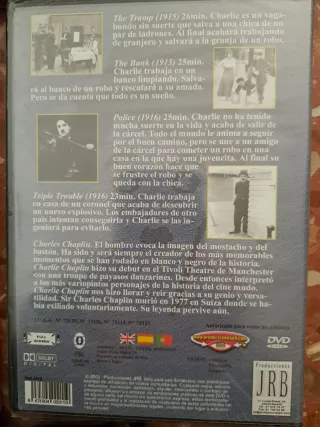 The Tramp (1915) 26min. Charlie es un vaga-
bundo sin suerte que salva a una chica de un
par de ladrones. Al final acabará trabajando
de granjero y salvará a la granja de un robo.
The Bank (1915) 25min.
Charlie trabaja en un
banco limpiando. Salva-
rá al banco de un robo y rescatará a su amada.
Pero se da cuenta que todo es un sueño.
Police (1916) 25min. Charlie no ha tenido
mucha suerte en la vida y acaba de salir de
la cárcel. Todo el mundo le anima a seguir
por el buen camino, pero se une a un amigo
de la cárcel para cometer un robo en una
casa en la que hay una jovencita. Al final su
buen corazón hace que
se frustre el robo y se
queda con la chica.
Triple Trouble (1916) 23min. Charlie trabaja
en casa de un coronel que acaba de descubrir
un nuevo explosivo. Los embajadores de otro
país intentan conseguirla y Charlie se las in-
geniará para evitarlo.
Charles Chaplin. El hombre evoca la imagen del mostacho y del
bastón. Ha sido y será siempre el creador de los más memorables
momentos que se han rodado en blanco y negro de la historia.
Charlie Chaplin hizo su debut en el Tivoli Theatre de Manchester
con una troupe de payasos danzarines. Desde entonces interpretó
a los más variopintos personajes de la historia del cine mudo.
Charlie Chaplin nos hizo llorar y reir gracias a su genio y versa-
tilidad. Sir Charles Chaplin murió en 1977 en Suiza donde se ha-
bía exiliado voluntariamente. Su leyenda pervive aún.
FULL SCREEN
0
DVD
DOLBY
DIGITAL
Producciones
JRB